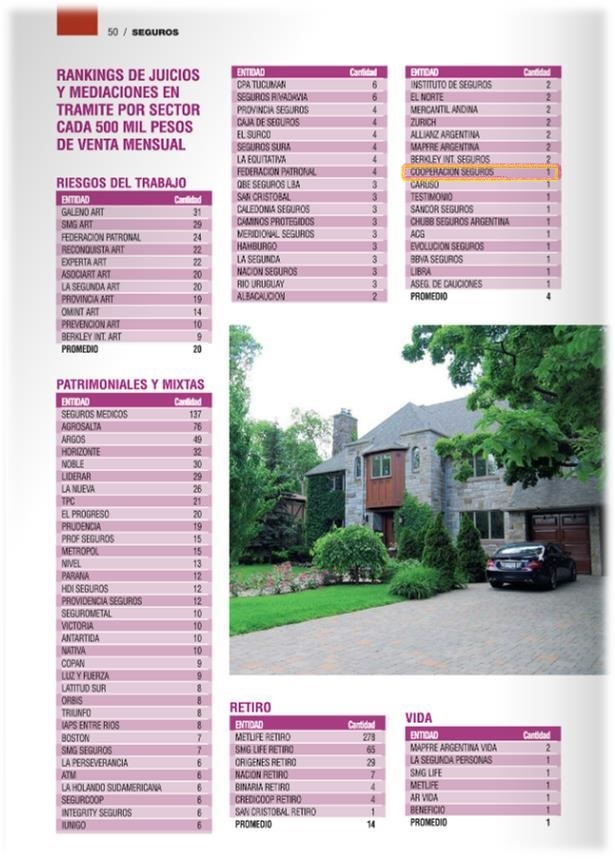 50 / SEGUROS
RANKINGS DE JUICIOS
Y MEDIACIONES EN
TRAMITE POR SECTOR
CADA 500 MIL PESOS
DE VENTA MENSUAL
RIESGOS DEL TRABAJO
ENTIDAD Cantidad
GALENO ART 31
SMG ART 29
FEDERACION PATRONAL 24
RECONQUISTA ART 22
EXPERTA ART 22
ASOCIART ART 20
LA SEGUNDA ART 20
PROVINCIA ART 19
OMINT ART 14
PREVENCION ART 10
BERKLEY INT. ART 9
PROMEDIO 20
PATRIMONIALES Y MIXTAS
ENTIDAD Cantidad
SEGUROS MEDICOS 137
AGROSALTA 76
ARGOS 49
HORIZONTE 32
NOBLE 30
LIDERAR 29
LA NUEVA 26
TPC 21
EL PROGRESO 20
PRUDENCIA 19
PROF SEGUROS 15
METROPOL 15
NIVEL 13
PARANA 12
HDI SEGUROS 12
PROVIDENCIA SEGUROS 12
SEGUROMETAL 10
VICTORIA 10
ANTARTIDA 10
NATIVA 10
COPAN 9
LUZ Y FUERZA 9
LATITUD SUR 8
ORBIS 8
TRIUNFO 8
IAPS ENTRE RIOS 8
BOSTON 7
SMG SEGUROS 7
LA PERSEVERANCIA 6
ATM 6
LA HOLANDO SUDAMERICANA 6
SEGURCOOP 6
INTEGRITY SEGUROS 6
IUNIGO 6
ENTIDAD Cantidad
CPA TUCUMAN 6
SEGUROS RIVADAVIA 6
PROVINCIA SEGUROS 4
CAJA DE SEGUROS 4
EL SURCO 4
SEGUROS SURA 4
LA EQUITATIVA 4
FEDERACION PATRONAL 4
QBE SEGUROS LBA 3
SAN CRISTOBAL 3
CALEDONIA SEGUROS 3
CAMINOS PROTEGIDOS 3
MERIDIONAL SEGUROS 3
HAMBURGO 3
LA SEGUNDA 3
NACION SEGUROS 3
RIO URUGUAY 3
ALBACAUCION 2
ENTIDAD Cantidad
INSTITUTO DE SEGUROS 2
EL NORTE 2
MERCANTIL ANDINA 2
ZURICH 2
ALLIANZ ARGENTINA 2
MAPFRE ARGENTINA 2
BERKLEY INT. SEGUROS 2
COOPERACION SEGUROS 1
CARUSO 1
TESTIMONIO 1
SANCOR SEGUROS 1
CHUBB SEGUROS ARGENTINA 1
ACG 1
EVOLUCION SEGUROS 1
BBVA SEGUROS 1
LIBRA 1
ASEG. DE CAUCIONES 1
PROMEDIO 4
RETIRO
ENTIDAD Cantidad
METLIFE RETIRO 278
SMG LIFE RETIRO 65
ORIGENES RETIRO 29
NACION RETIRO 7
BINARIA RETIRO 4
CREDICOOP RETIRO 4
SAN CRISTOBAL RETIRO 1
PROMEDIO 14
VIDA
ENTIDAD Cantidad
MAPFRE ARGENTINA VIDA 2
LA SEGUNDA PERSONAS 1
SMG LIFE 1
METLIFE 1
AR VIDA 1
BENEFICIO 1
PROMEDIO 1